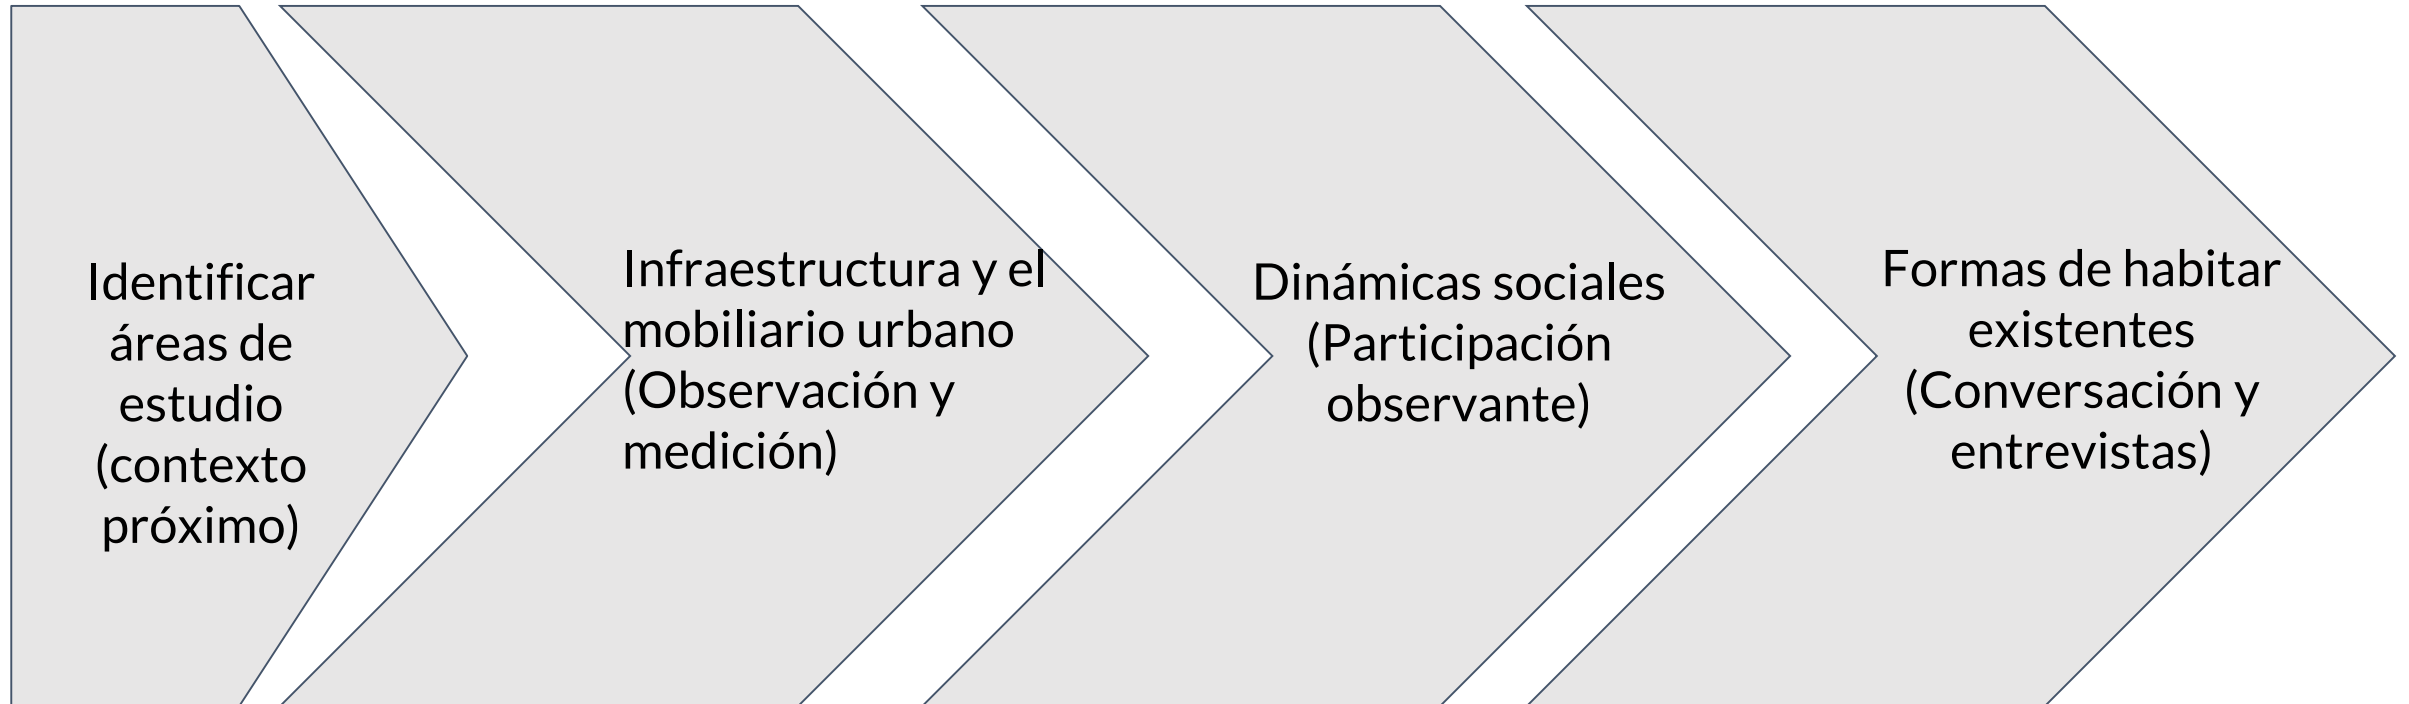 Identificar
áreas de
estudio
(contexto
próximo)
Infraestructura y el
mobiliario urbano
(Observación y
medición)
Dinámicas sociales
(Participación
observante)
Formas de habitar
existentes
(Conversación y
entrevistas)